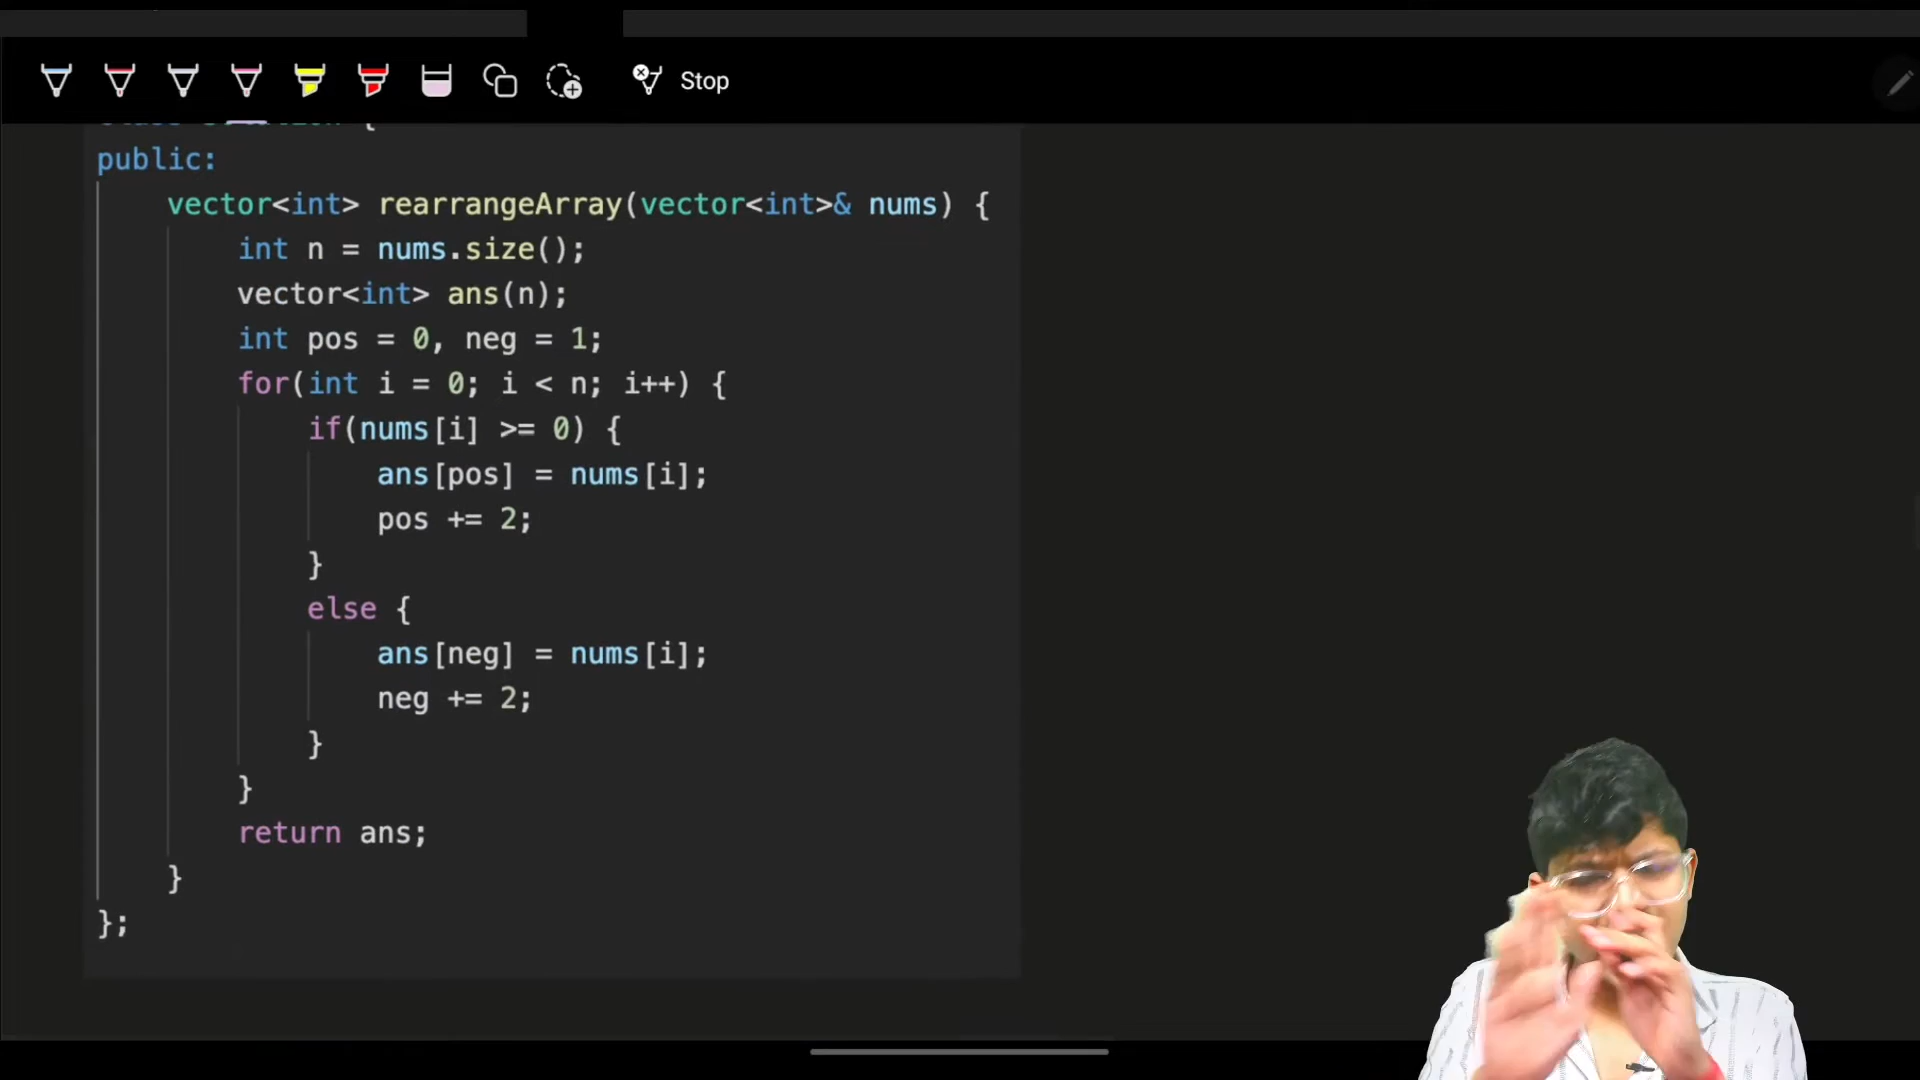 Stop
public:
vector<int> rearrangeArray(vector<int>& nums) {
int n = nums.size();
vector<int> ans(n);
int pos = 0, neg = 1;
for(int i = 0; i < n; i++) {
if(nums[i] >= 0) {
ans[pos] = nums[i];
pos += 2;
}
else {
ans[neg] = nums[i];
neg += 2;
}
}
return ans;
}
};